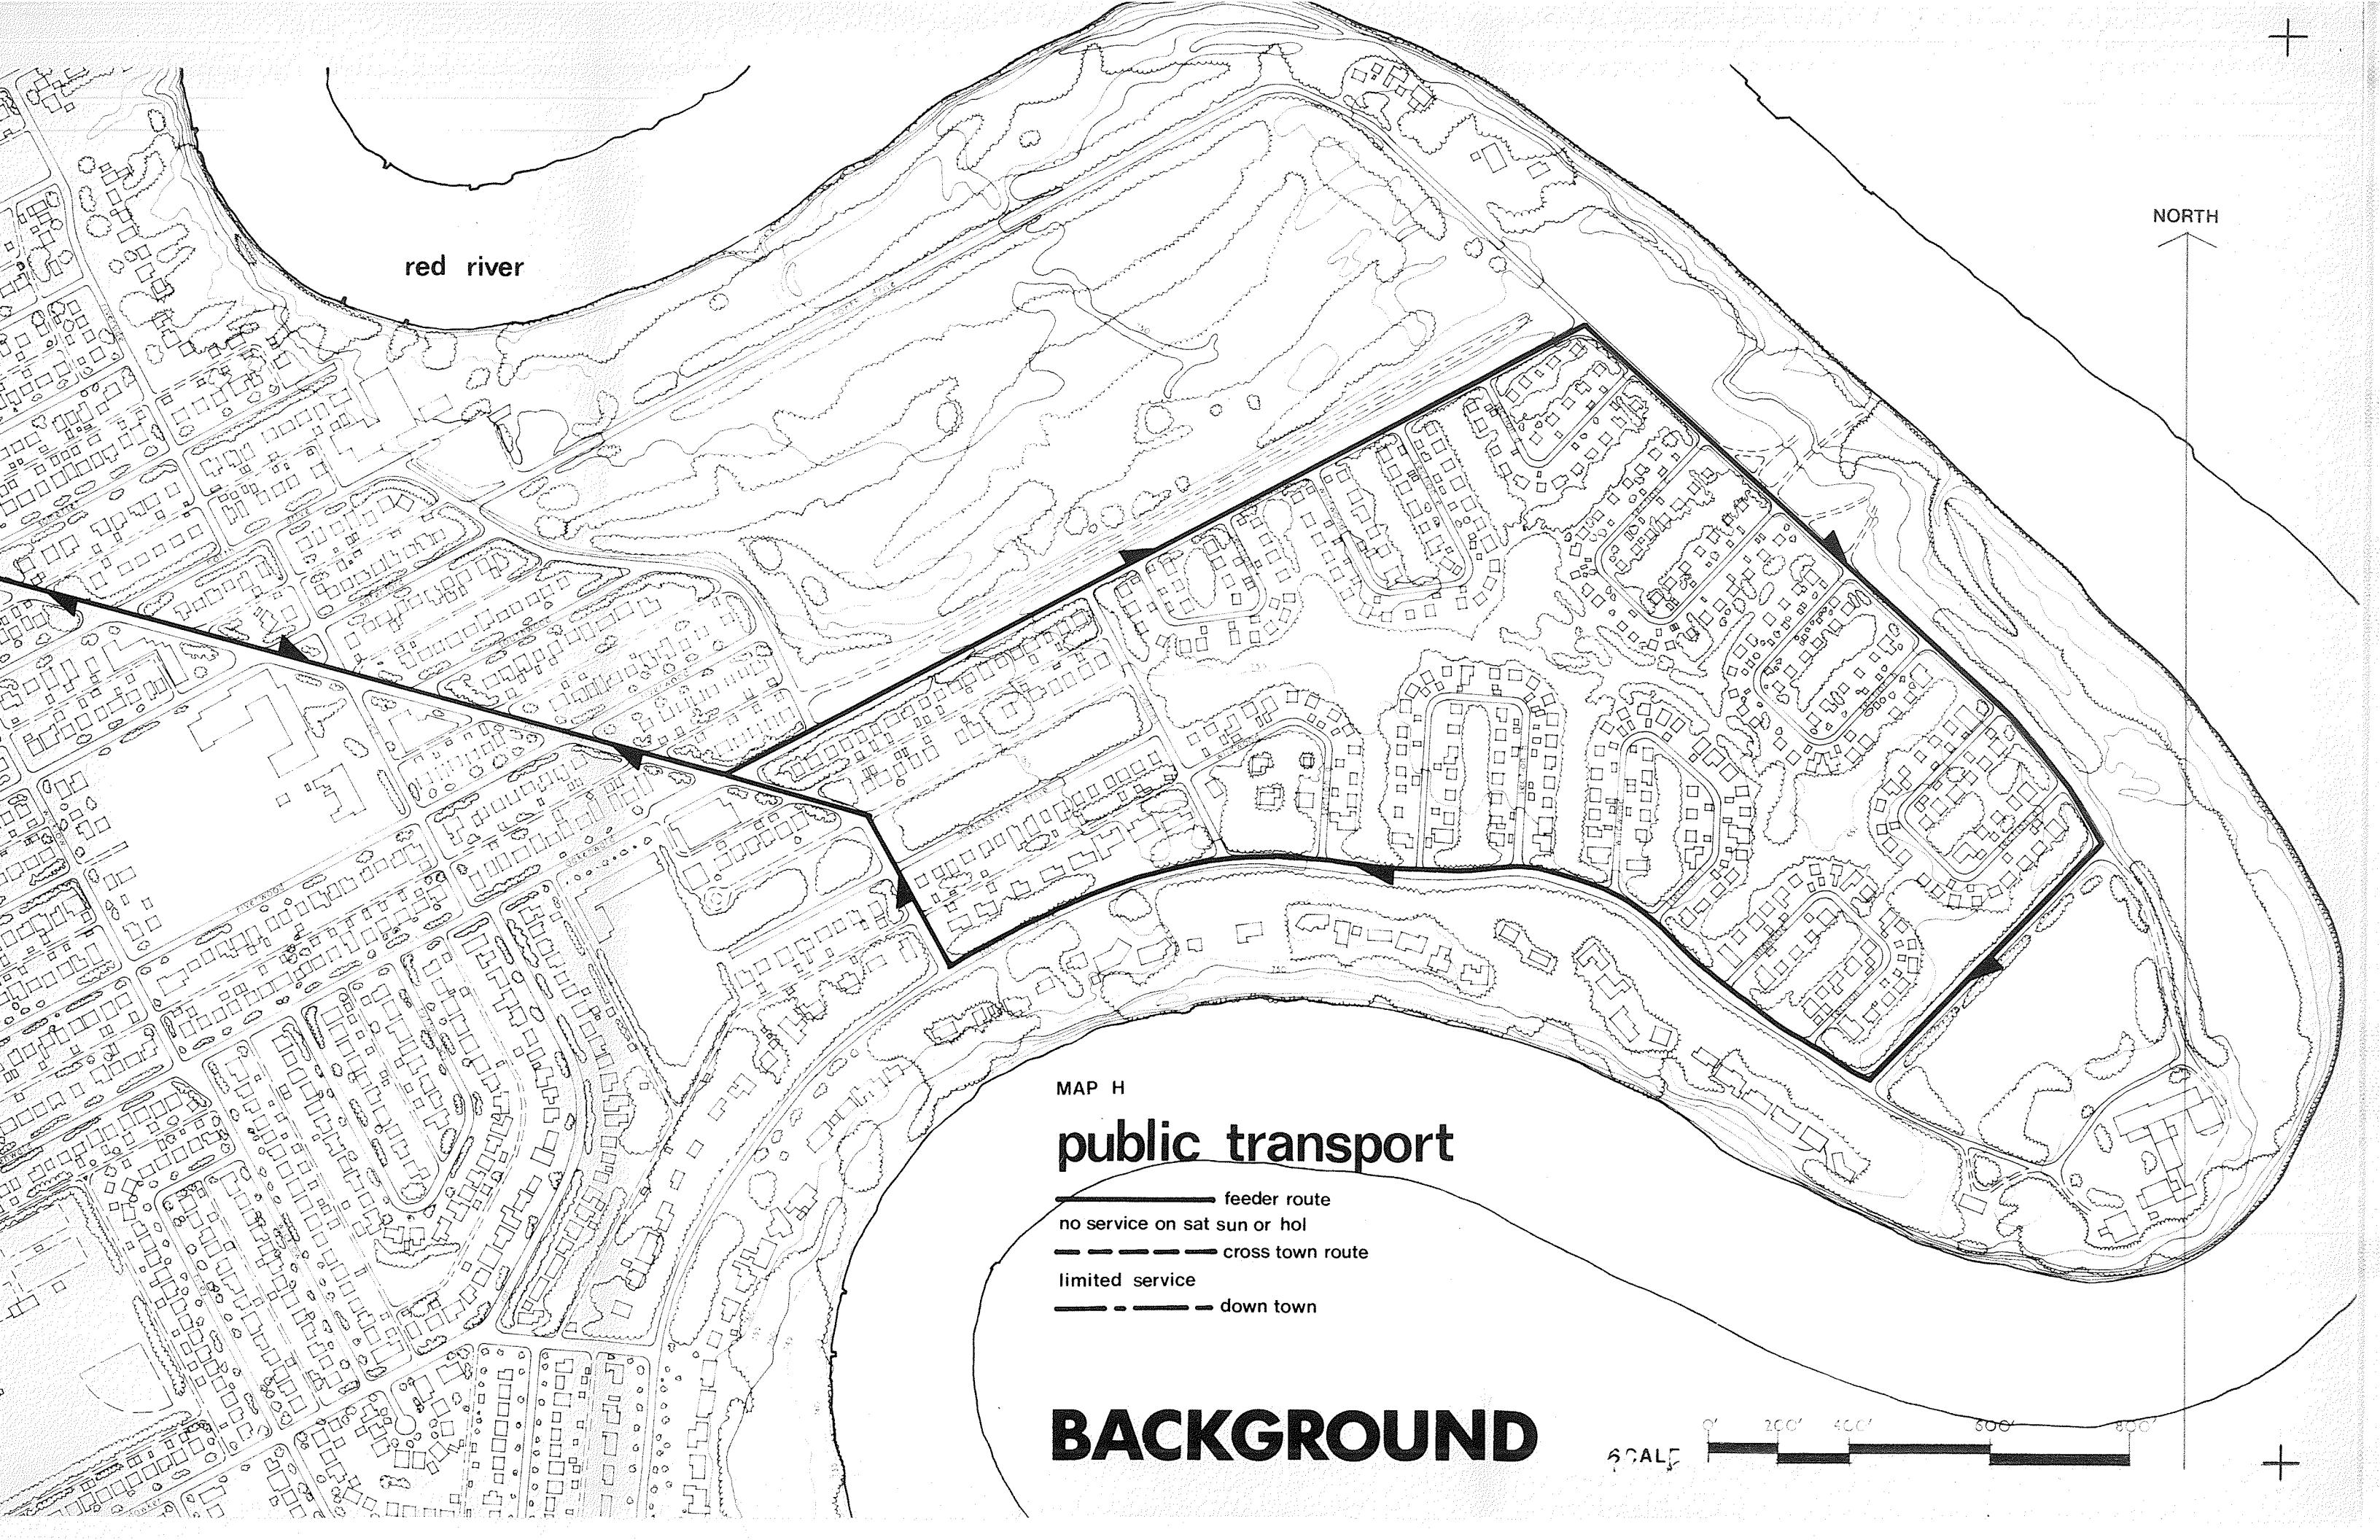 NORTH
red river
MAP H
public transport
feeder route
no service on sat sun or hol
cross town route
limited service
down town
BACKGROUND
SCALE
0' 200' 400' 800'